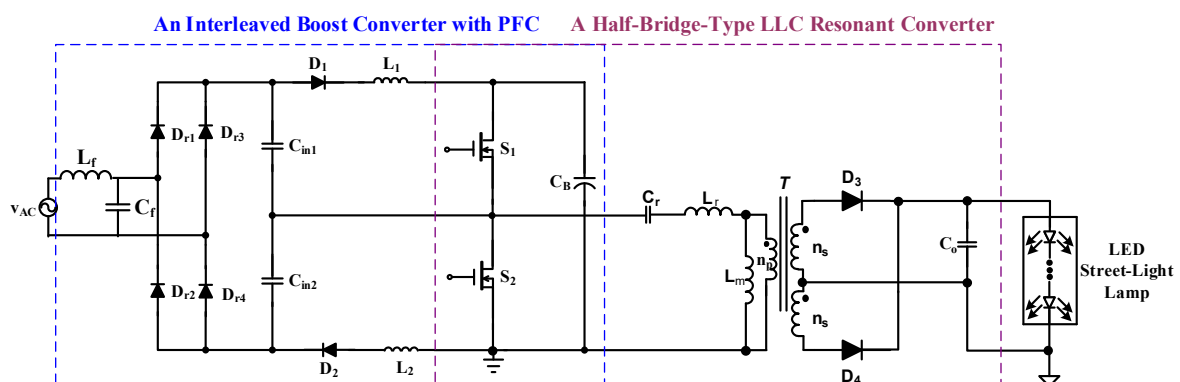 An Interleaved Boost Converter with PFC
A Half-Bridge-Type LLC Resonant Converter
D1
L1
Dr1
Dr3
Cin1
S1
Lf
CB
Cr
Lr
T
D3
vAC
Cf
np
ns
Lm
Co
LED
Street-Light
Lamp
Dr2
Dr4
Cin2
S2
ns
D2
L2
D4